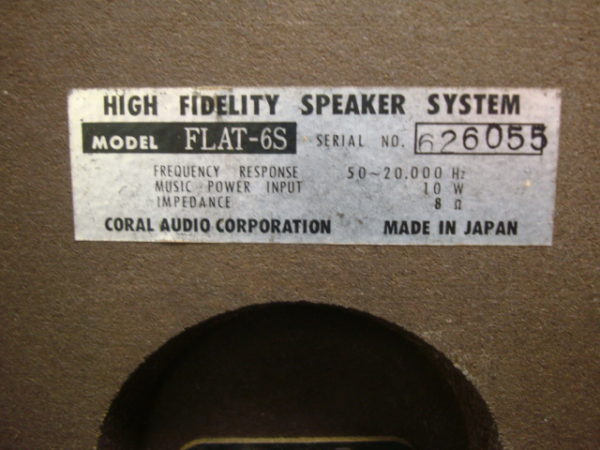 HIGH FIDELITY SPEAKER SYSTEM
MODEL FLAT-6S SERIAL NO. 626055
FREQUENCY RESPONSE 50~20.000 Hz
MUSIC POWER INPUT 10 W
IMPEDANCE 8 Ω
CORAL AUDIO CORPORATION MADE IN JAPAN